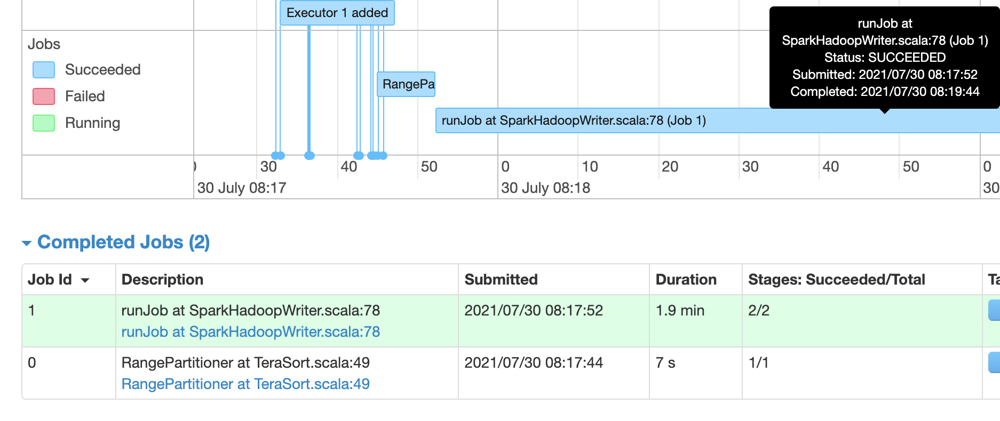 Executor 1 added
Jobs
Succeeded
Failed
Running
RangePa
runJob at SparkHadoopWriter.scala:78 (Job 1)
runJob at
SparkHadoopWriter.scala:78 (Job 1)
Status: SUCCEEDED
Submitted: 2021/07/30 08:17:52
Completed: 2021/07/30 08:19:44
30 40 50 0 10 20 30 40 50 0
30 July 08:17 30 July 08:18 30
Completed Jobs (2)
Job Id Description Submitted Duration Stages: Succeeded/Total
1 runJob at SparkHadoopWriter.scala:78 2021/07/30 08:17:52 1.9 min 2/2
runJob at SparkHadoopWriter.scala:78
0 RangePartitioner at TeraSort.scala:49 2021/07/30 08:17:44 7 s 1/1
RangePartitioner at TeraSort.scala:49